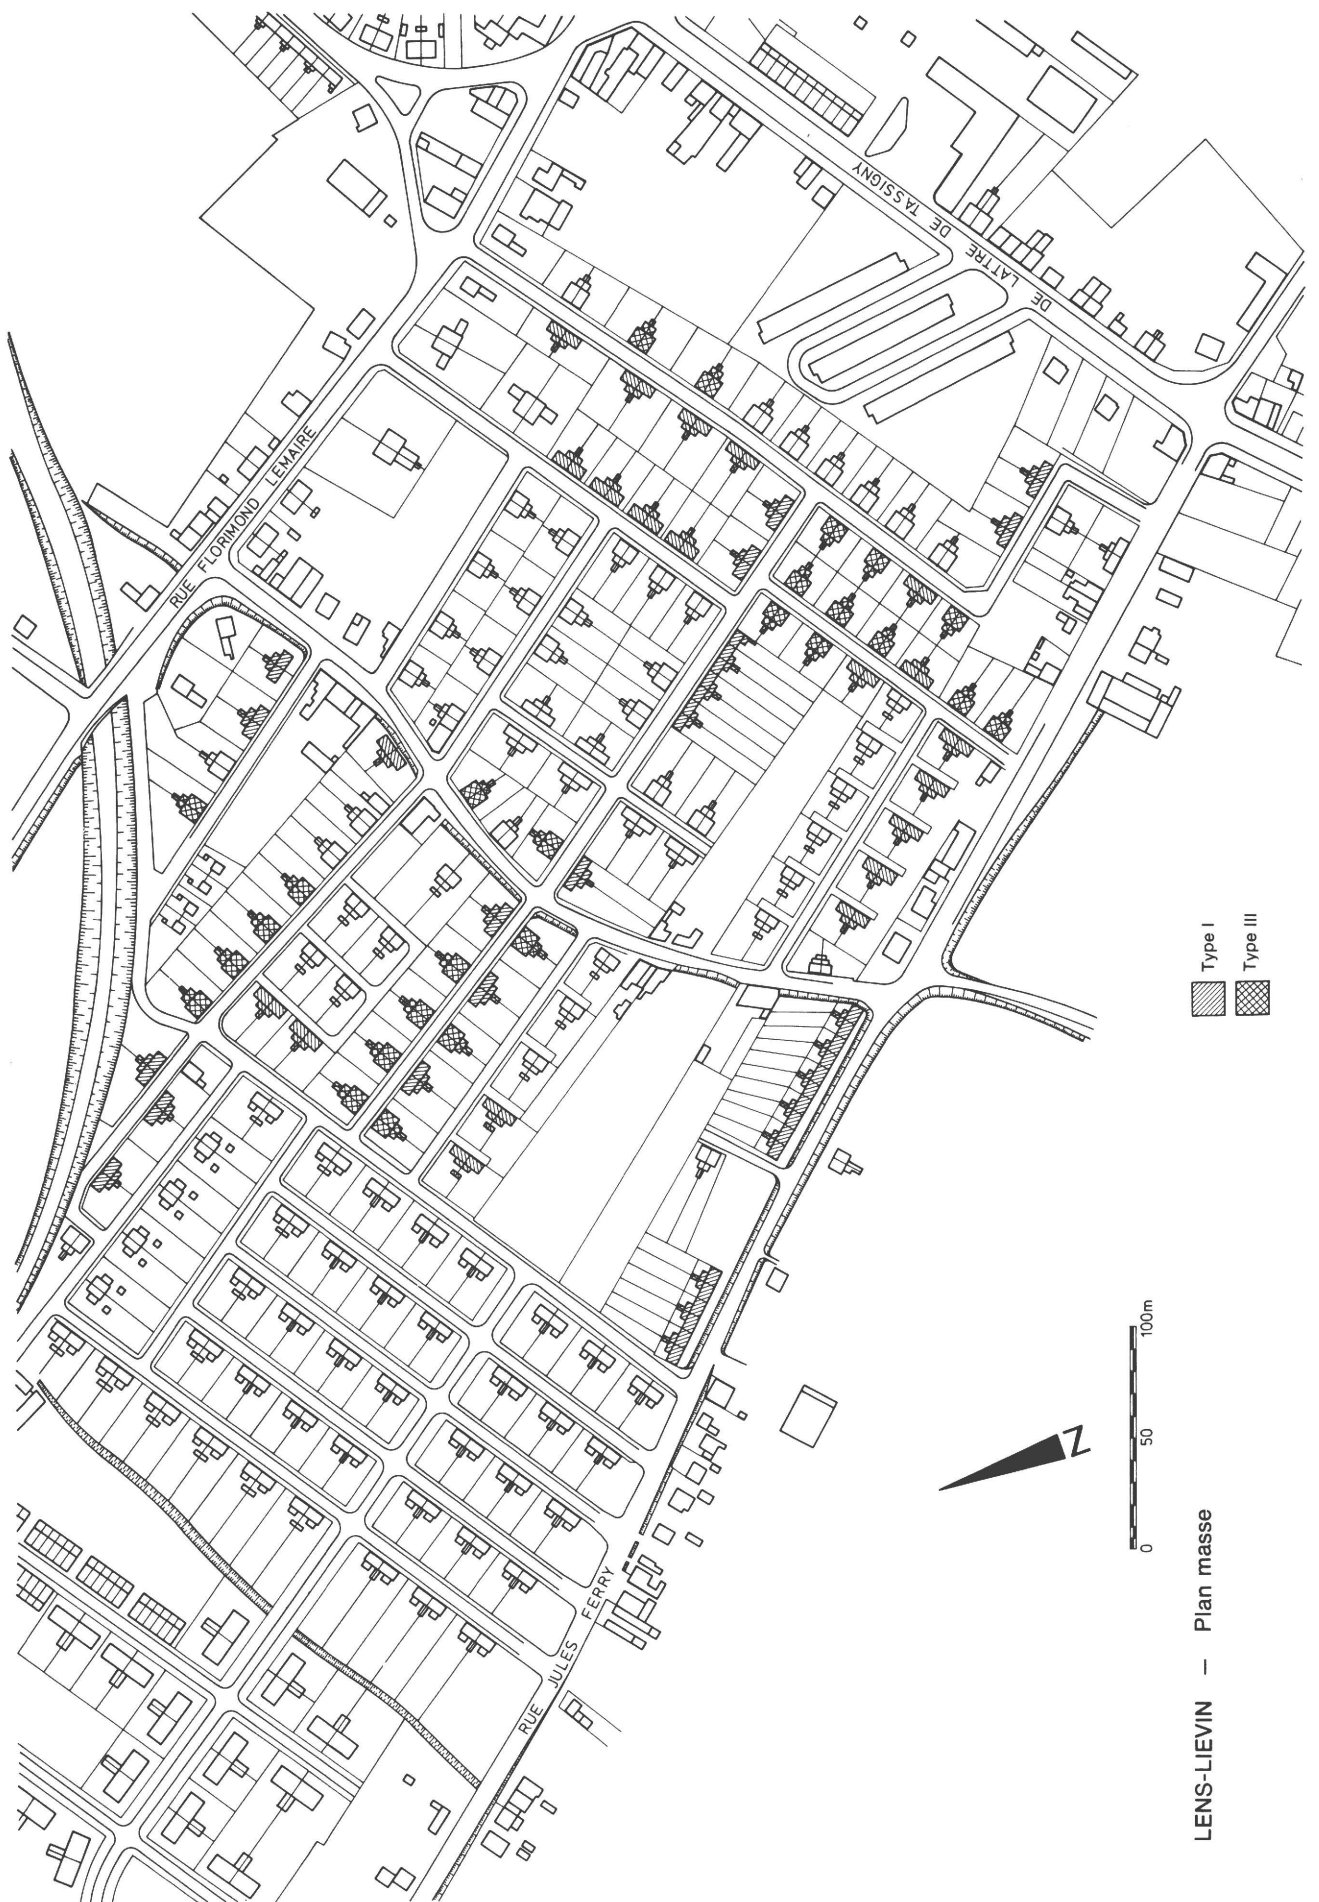 RUE FLORIMOND LEMAIRE
DE LATTRE DE TASSIGNY
RUE JULES FERRY
Type I
Type III
N
0 50 100m
LENS-LIEVIN — Plan masse